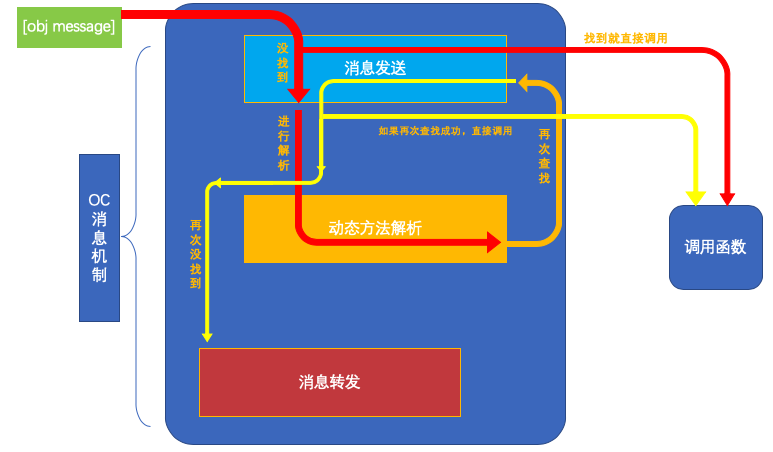 [obj message]
找到就直接调用
没找到
消息发送
进行解析
如果再次查找成功，直接调用
再次查找
OC消息机制
再次没找到
动态方法解析
调用函数
消息转发